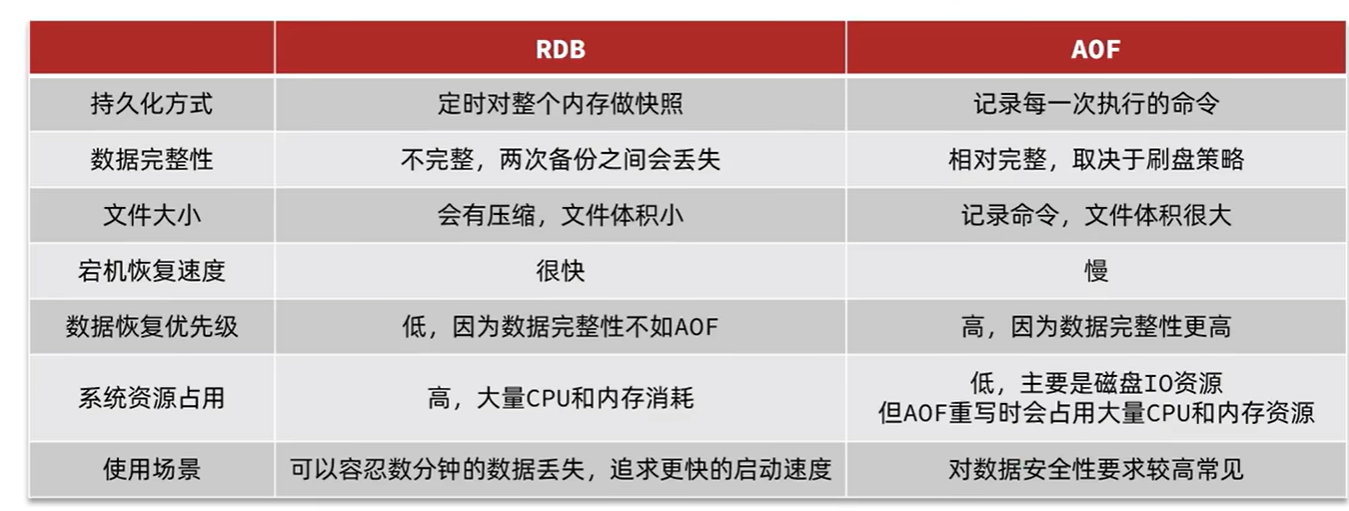 RDB AOF
持久化方式 定时对整个内存做快照 记录每一次执行的命令
数据完整性 不完整，两次备份之间会丢失 相对完整，取决于刷盘策略
文件大小 会有压缩，文件体积小 记录命令，文件体积很大
宕机恢复速度 很快 慢
数据恢复优先级 低，因为数据完整性不如AOF 高，因为数据完整性更高
系统资源占用 高，大量CPU和内存消耗 低，主要是磁盘IO资源
但AOF重写时会占用大量CPU和内存资源
使用场景 可以容忍数分钟的数据丢失，追求更快的启动速度 对数据安全性要求较高常见